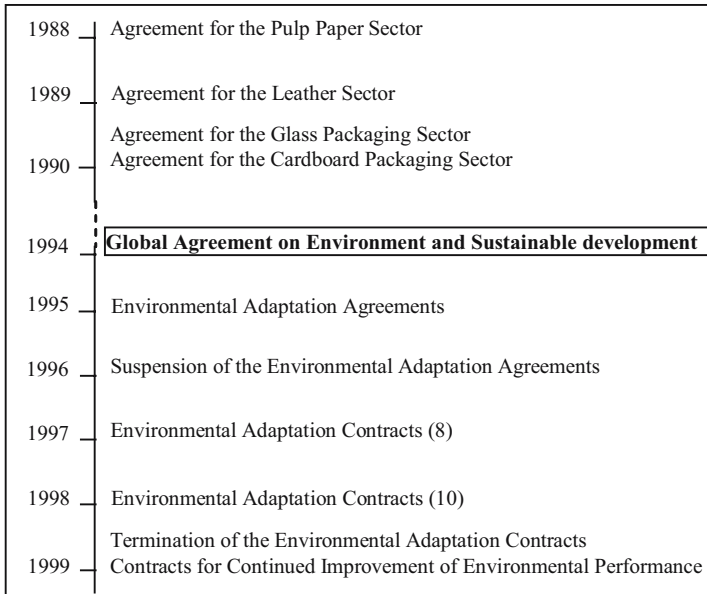 1988 Agreement for the Pulp Paper Sector
1989 Agreement for the Leather Sector
Agreement for the Glass Packaging Sector
1990 Agreement for the Cardboard Packaging Sector
1994 Global Agreement on Environment and Sustainable development
1995 Environmental Adaptation Agreements
1996 Suspension of the Environmental Adaptation Agreements
1997 Environmental Adaptation Contracts (8)
1998 Environmental Adaptation Contracts (10)
Termination of the Environmental Adaptation Contracts
1999 Contracts for Continued Improvement of Environmental Performance